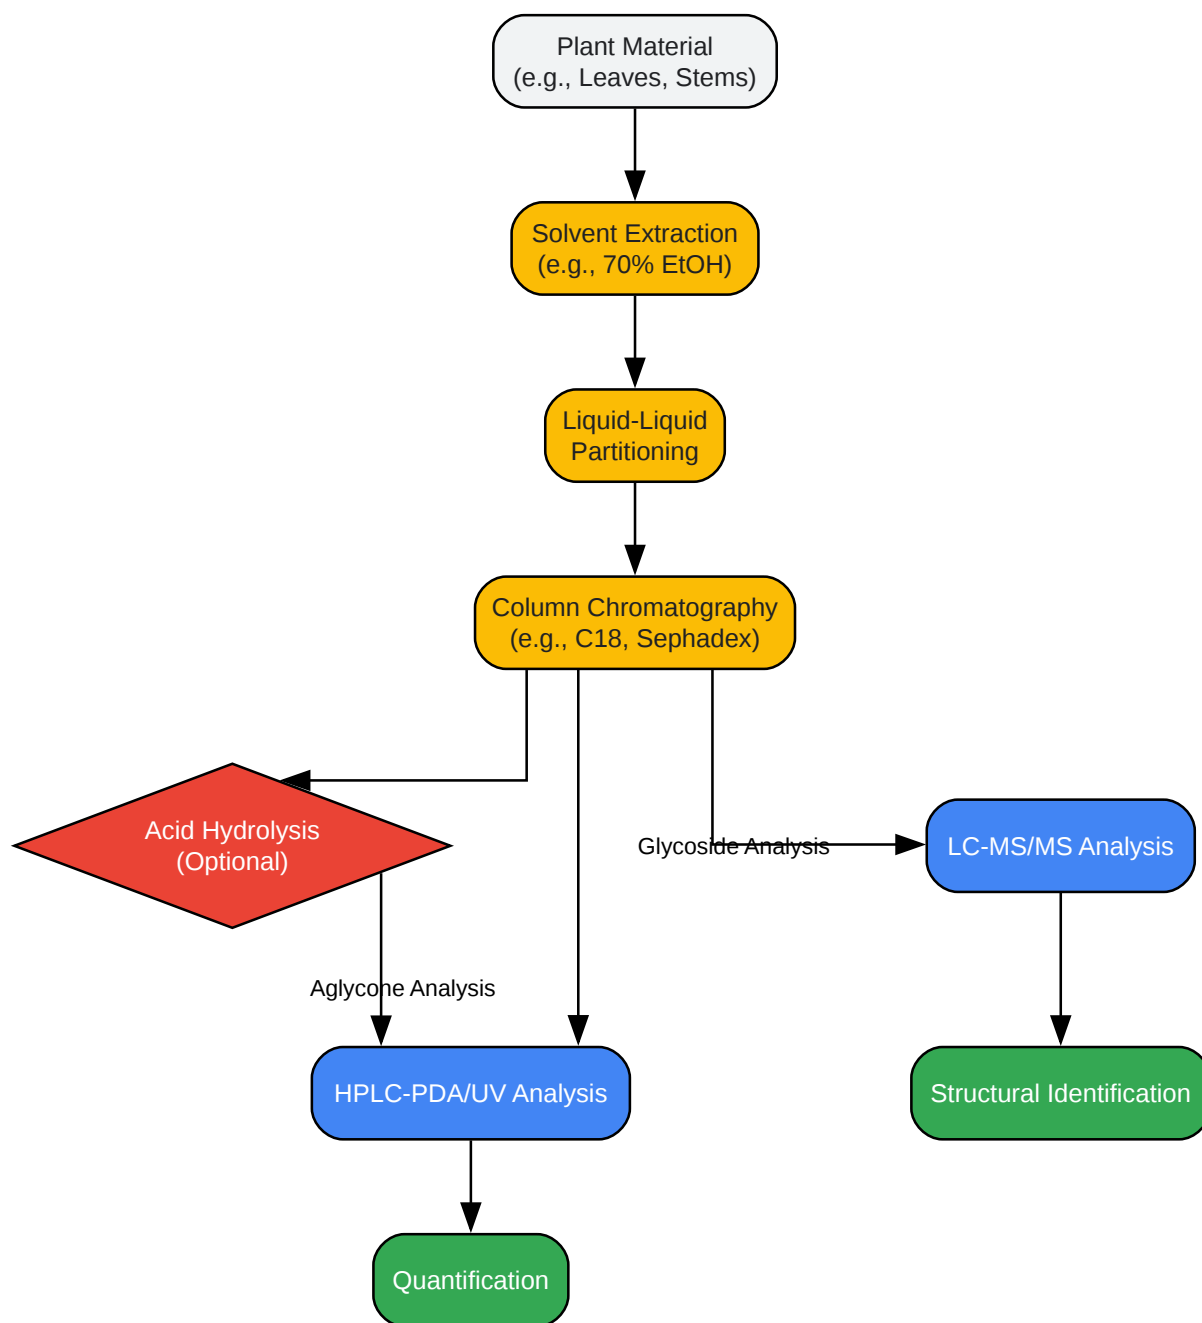 Plant Material
(e.g., Leaves, Stems)
Solvent Extraction
(e.g., 70% EtOH)
Liquid-Liquid
Partitioning
Column Chromatography
(e.g., C18, Sephadex)
Acid Hydrolysis
(Optional)
Glycoside Analysis
LC-MS/MS Analysis
Aglycone Analysis
HPLC-PDA/UV Analysis
Structural Identification
Quantification